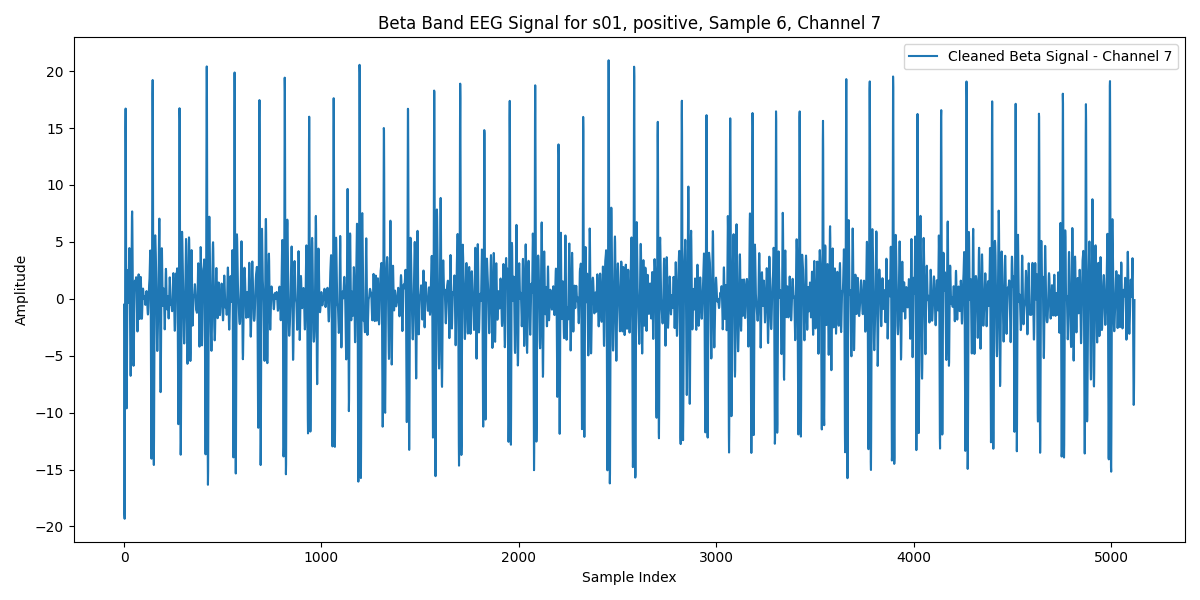 Beta Band EEG Signal for s01, positive, Sample 6, Channel 7
Cleaned Beta Signal - Channel 7
Amplitude
20
15
10
5
0
−5
−10
−15
−20
0 1000 2000 3000 4000 5000
Sample Index